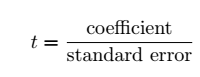 t = coefficient / standard error